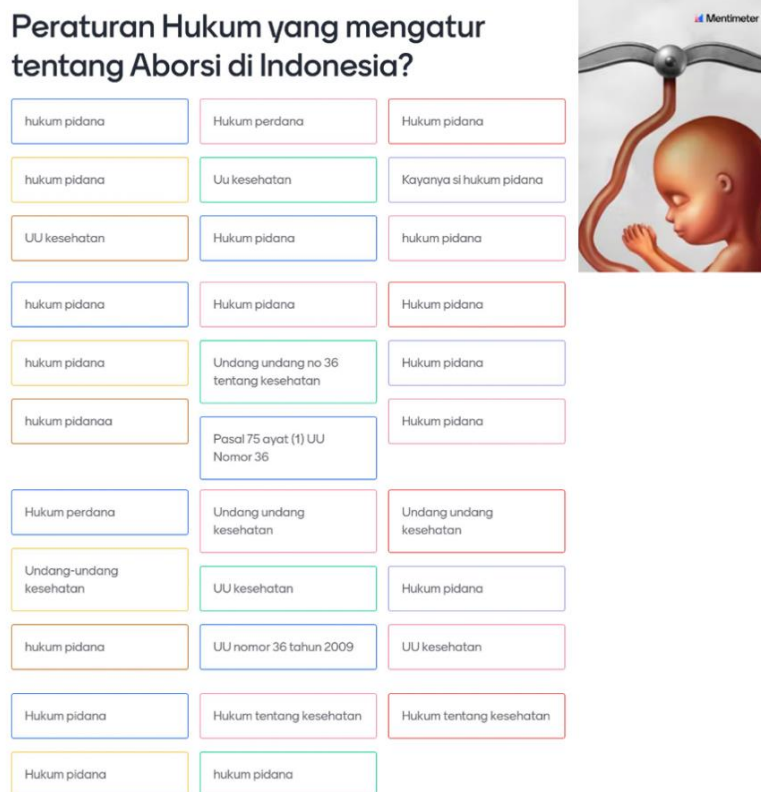 Peraturan Hukum yang mengatur
tentang Aborsi di Indonesia?
Mentimeter
hukum pidana
Hukum perdana
Hukum pidana
hukum pidana
Uu kesehatan
Kayanya si hukum pidana
UU kesehatan
Hukum pidana
hukum pidana
hukum pidana
Hukum pidana
Hukum pidana
hukum pidana
Undang undang no 36
tentang kesehatan
Hukum pidana
hukum pidanaa
Pasal 75 ayat (1) UU
Nomor 36
Hukum pidana
Hukum perdana
Undang undang
kesehatan
Undang undang
kesehatan
Undang-undang
kesehatan
UU kesehatan
Hukum pidana
hukum pidana
UU nomor 36 tahun 2009
UU kesehatan
Hukum pidana
Hukum tentang kesehatan
Hukum tentang kesehatan
Hukum pidana
hukum pidana